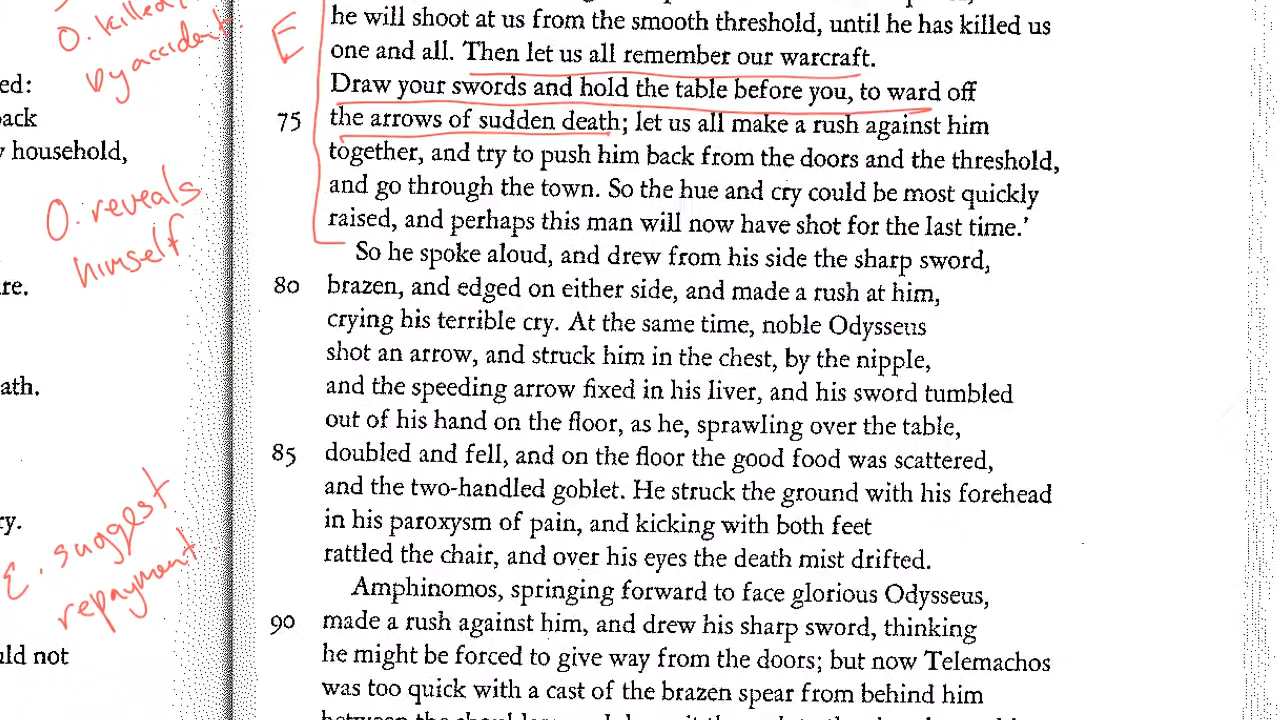 O. killed
by accident.
ed:
back
household,
O. reveals
himself
re.
ath.
ry.
E. suggest
repayment
uld not
E
he will shoot at us from the smooth threshold, until he has killed us
one and all. Then let us all remember our warcraft.
Draw your swords and hold the table before you, to ward off
75 the arrows of sudden death; let us all make a rush against him
together, and try to push him back from the doors and the threshold,
and go through the town. So the hue and cry could be most quickly
raised, and perhaps this man will now have shot for the last time.'
So he spoke aloud, and drew from his side the sharp sword,
80 brazen, and edged on either side, and made a rush at him,
crying his terrible cry. At the same time, noble Odysseus
shot an arrow, and struck him in the chest, by the nipple,
and the speeding arrow fixed in his liver, and his sword tumbled
out of his hand on the floor, as he, sprawling over the table,
85 doubled and fell, and on the floor the good food was scattered,
and the two-handled goblet. He struck the ground with his forehead
in his paroxysm of pain, and kicking with both feet
rattled the chair, and over his eyes the death mist drifted.
Amphinomos, springing forward to face glorious Odysseus,
90 made a rush against him, and drew his sharp sword, thinking
he might be forced to give way from the doors; but now Telemachos
was too quick with a cast of the brazen spear from behind him